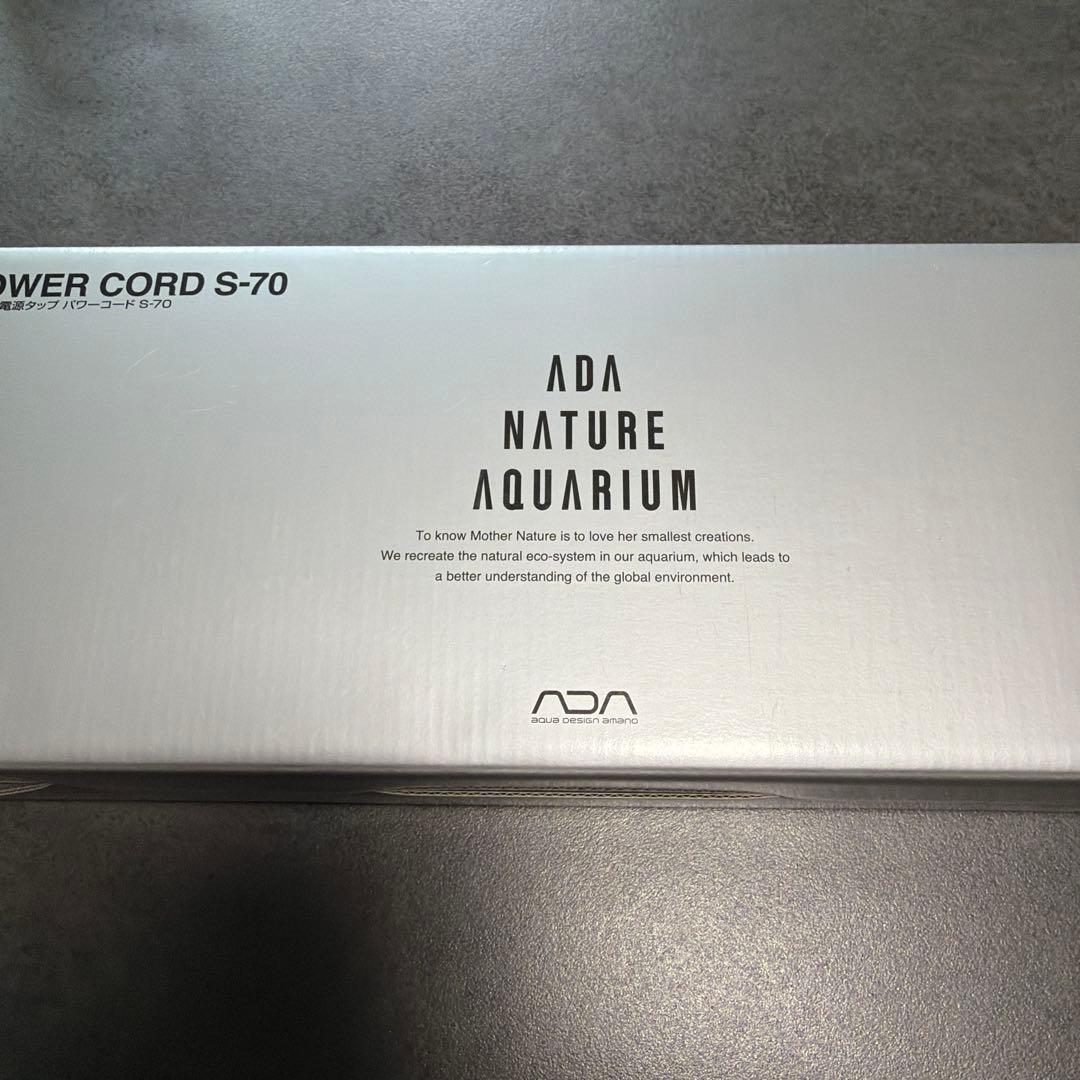 OWER CORD S-70
電源タップ パワーコード S-70
ADA
NATURE
AQUARIUM
To know Mother Nature is to love her smallest creations.
We recreate the natural eco-system in our aquarium, which leads to
a better understanding of the global environment.
ADA
aqua design amano